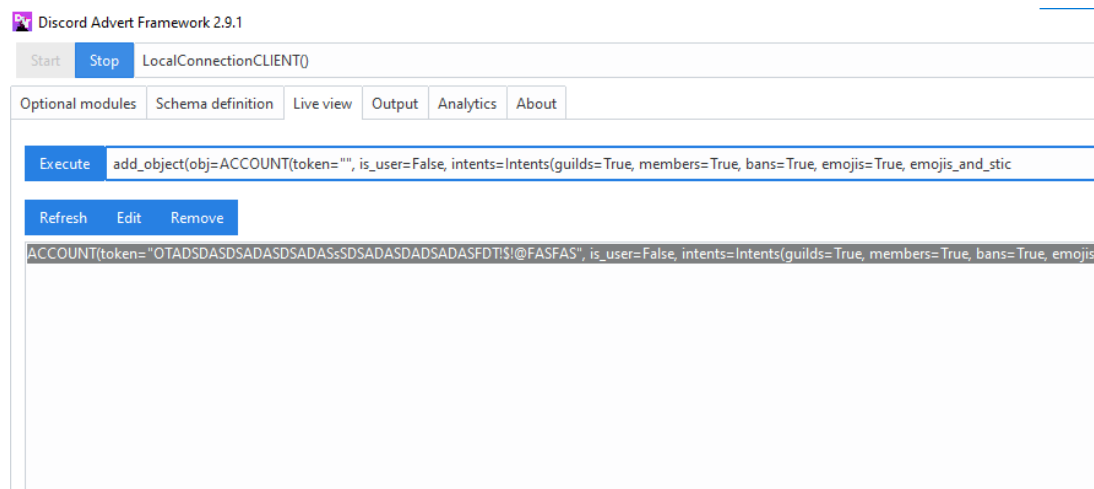 Discord Advert Framework 2.9.1
Start Stop LocalConnectionCLIENT()
Optional modules Schema definition Live view Output Analytics About
Execute add_object(obj=ACCOUNT(token="", is_user=False, intents=Intents(guilds=True, members=True, bans=True, emojis=True, emojis_and_stic
Refresh Edit Remove
ACCOUNT(token="OTADSDASDSADASDSADASsSDSADASDADSADASFDT!$!@FASFAS", is_user=False, intents=Intents(guilds=True, members=True, bans=True, emojis